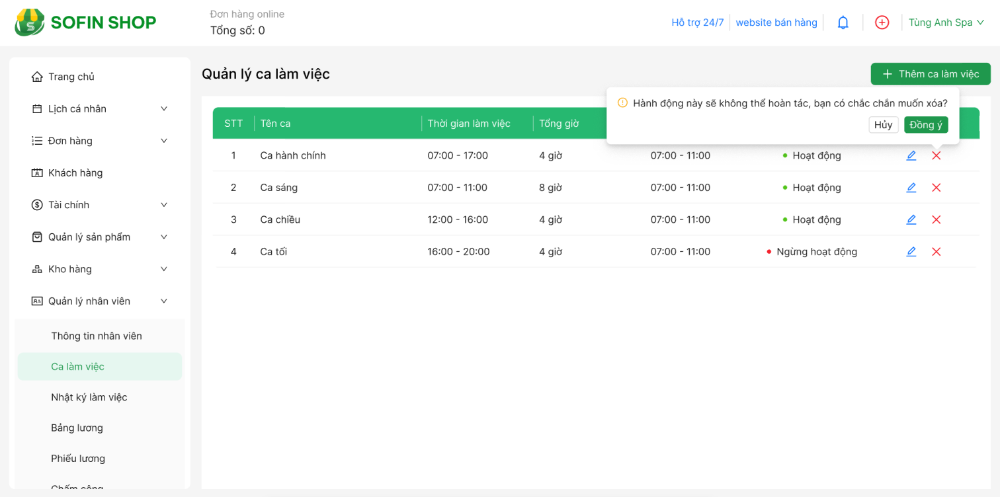 SOFIN SHOP
Đơn hàng online
Tổng số: 0
Hỗ trợ 24/7
website bán hàng
Tùng Anh Spa
Trang chủ
Lịch cá nhân
Đơn hàng
Khách hàng
Tài chính
Quản lý sản phẩm
Kho hàng
Quản lý nhân viên
Thông tin nhân viên
Ca làm việc
Nhật ký làm việc
Bảng lương
Phiếu lương
Chấm công
Quản lý ca làm việc
+ Thêm ca làm việc
Hành động này sẽ không thể hoàn tác, bạn có chắc chắn muốn xóa?
Hủy Đồng ý
STT Tên ca Thời gian làm việc Tổng giờ
1 Ca hành chính 07:00 - 17:00 4 giờ 07:00 - 11:00 Hoạt động
2 Ca sáng 07:00 - 11:00 8 giờ 07:00 - 11:00 Hoạt động
3 Ca chiều 12:00 - 16:00 4 giờ 07:00 - 11:00 Hoạt động
4 Ca tối 16:00 - 20:00 4 giờ 07:00 - 11:00 Ngừng hoạt động